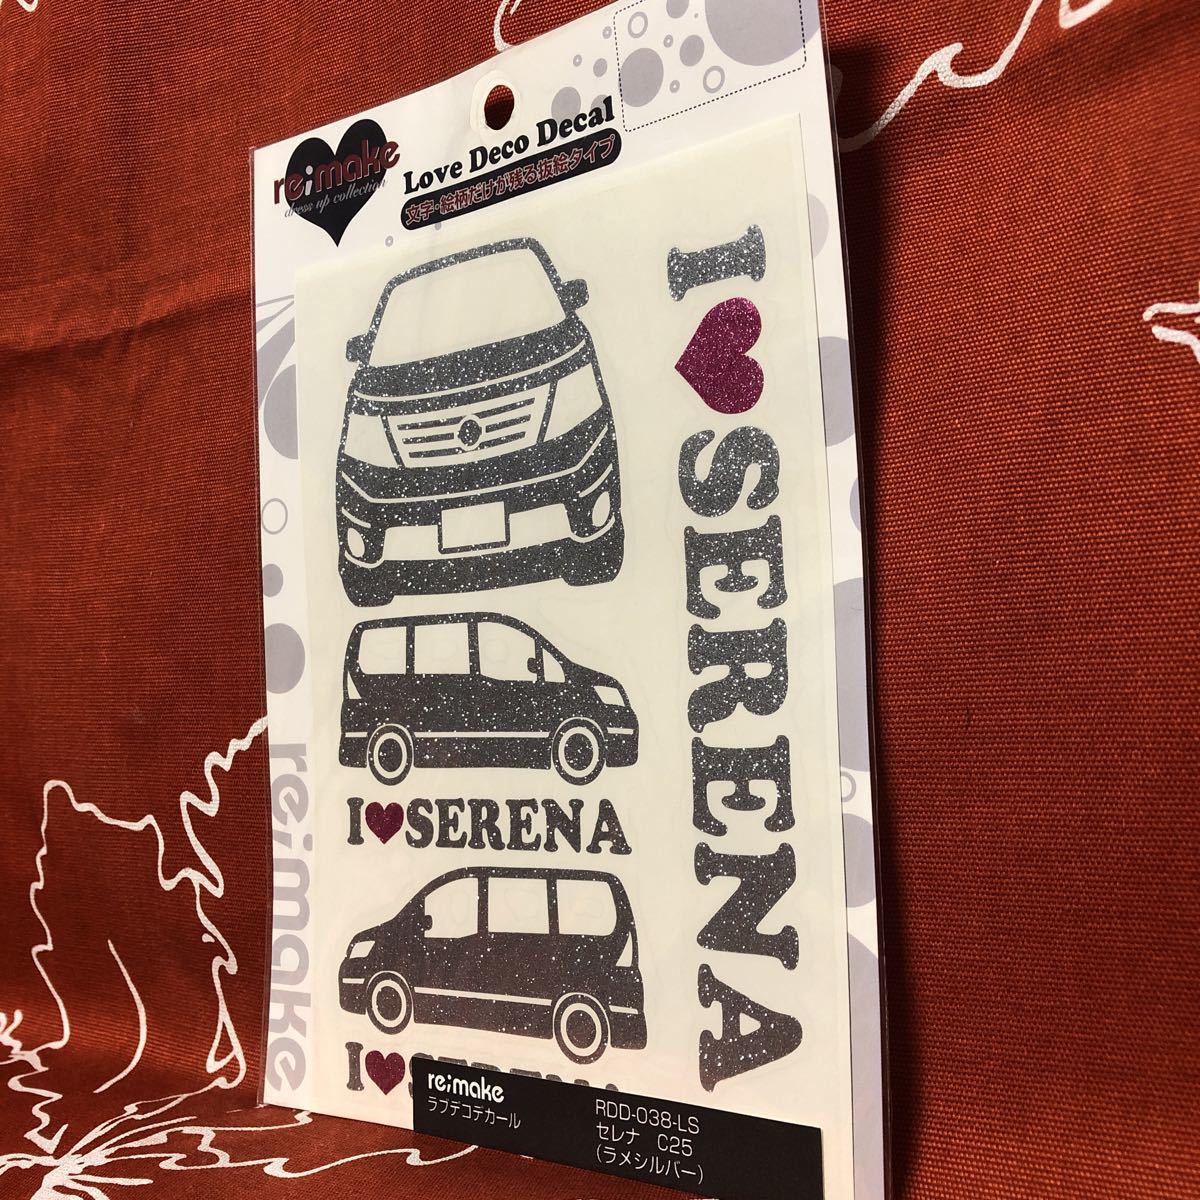 re;make
dress up collection
Love Deco Decal
文字・絵柄だけが残る抜絵タイプ
I♥SERENA
I♥SERENA
I♥SERENA
re;make
re;make
ラブデコデカール
RDD-038-LS
セレナ C25
(ラメシルバー)